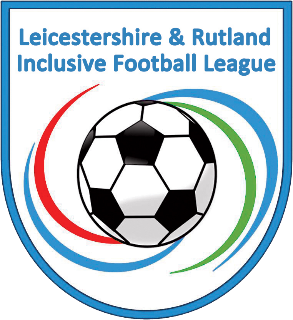 Leicestershire & Rutland
Inclusive Football League